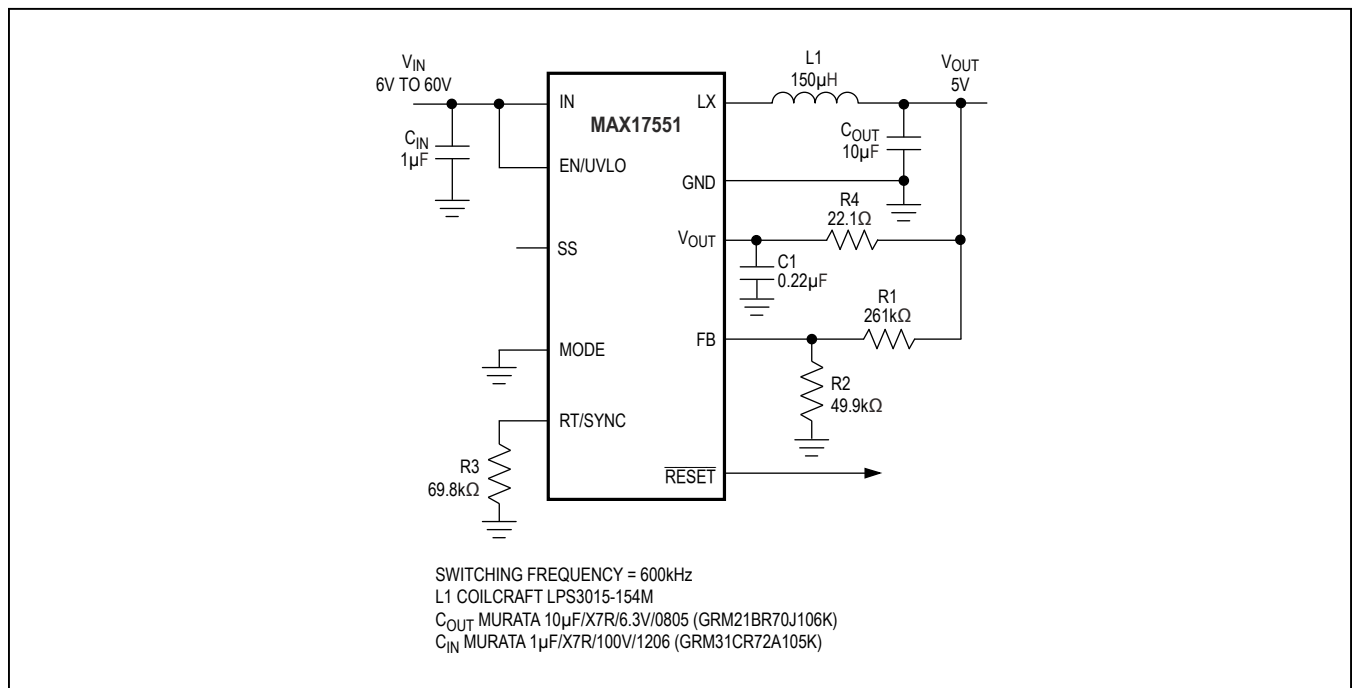 V_IN
6V TO 60V
C_IN
1µF
IN
EN/UVLO
SS
MODE
RT/SYNC
R3
69.8kΩ
MAX17551
LX
GND
V_OUT
FB
RESET
L1
150µH
V_OUT
5V
C_OUT
10µF
R4
22.1Ω
C1
0.22µF
R1
261kΩ
R2
49.9kΩ
SWITCHING FREQUENCY = 600kHz
L1 COILCRAFT LPS3015-154M
C_OUT MURATA 10µF/X7R/6.3V/0805 (GRM21BR70J106K)
C_IN MURATA 1µF/X7R/100V/1206 (GRM31CR72A105K)